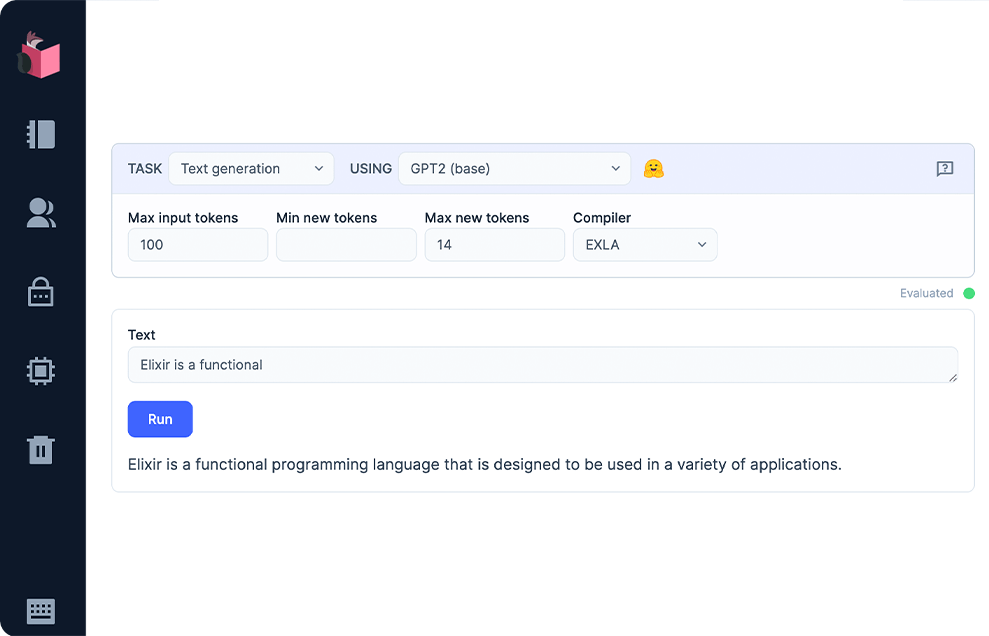 TASK Text generation USING GPT2 (base)
Max input tokens Min new tokens Max new tokens Compiler
100 14 EXLA
Evaluated
Text
Elixir is a functional
Run
Elixir is a functional programming language that is designed to be used in a variety of applications.